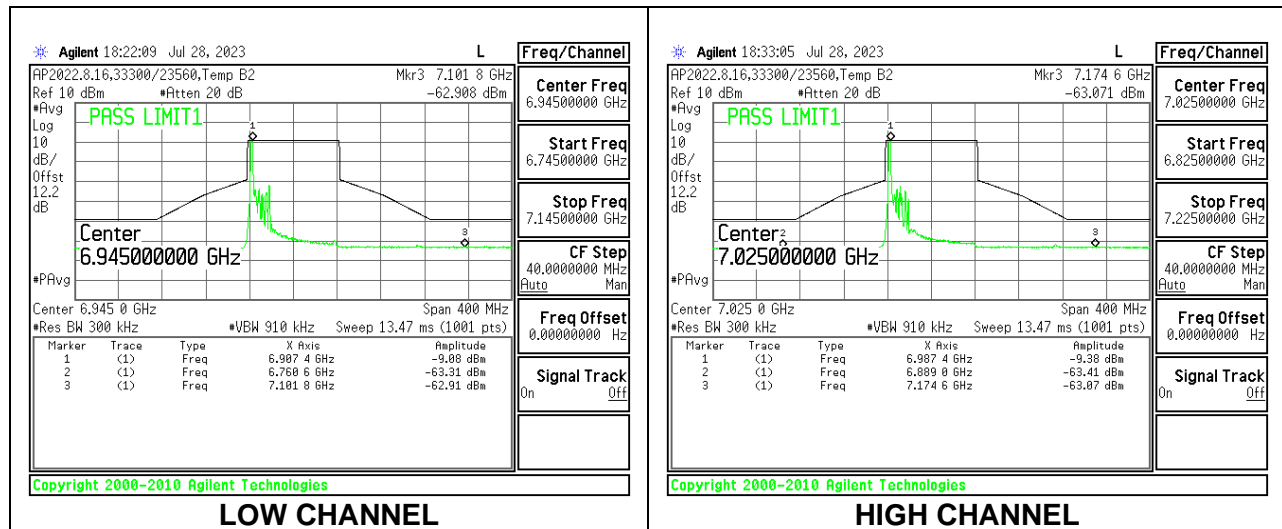 Agilent 18:22:09 Jul 28, 2023 L
Freq/Channel
AP2022.8.16,33300/23560,Temp B2 Mkr3 7.101 8 GHz
Ref 10 dBm #Atten 20 dB -62.908 dBm
#Avg
Log
10
dB/
Offst
12.2
dB
#PAvg
PASS LIMIT1
1
3
Center
6.945000000 GHz
Center 6.945 0 GHz Span 400 MHz
#Res BW 300 kHz #VBW 910 kHz Sweep 13.47 ms (1001 pts)
Marker Trace Type X Axis Amplitude
1 (1) Freq 6.907 4 GHz -9.08 dBm
2 (1) Freq 6.760 6 GHz -63.31 dBm
3 (1) Freq 7.101 8 GHz -62.91 dBm
Center Freq
6.94500000 GHz
Start Freq
6.74500000 GHz
Stop Freq
7.14500000 GHz
CF Step
40.0000000 MHz
Auto Man
Freq Offset
0.00000000 Hz
Signal Track
On Off
Copyright 2000-2010 Agilent Technologies
LOW CHANNEL
Agilent 18:33:05 Jul 28, 2023 L
Freq/Channel
AP2022.8.16,33300/23560,Temp B2 Mkr3 7.174 6 GHz
Ref 10 dBm #Atten 20 dB -63.071 dBm
#Avg
Log
10
dB/
Offst
12.2
dB
#PAvg
PASS LIMIT1
1
2
3
Center
7.025000000 GHz
Center 7.025 0 GHz Span 400 MHz
#Res BW 300 kHz #VBW 910 kHz Sweep 13.47 ms (1001 pts)
Marker Trace Type X Axis Amplitude
1 (1) Freq 6.987 4 GHz -9.38 dBm
2 (1) Freq 6.889 0 GHz -63.41 dBm
3 (1) Freq 7.174 6 GHz -63.07 dBm
Center Freq
7.02500000 GHz
Start Freq
6.82500000 GHz
Stop Freq
7.22500000 GHz
CF Step
40.0000000 MHz
Auto Man
Freq Offset
0.00000000 Hz
Signal Track
On Off
Copyright 2000-2010 Agilent Technologies
HIGH CHANNEL